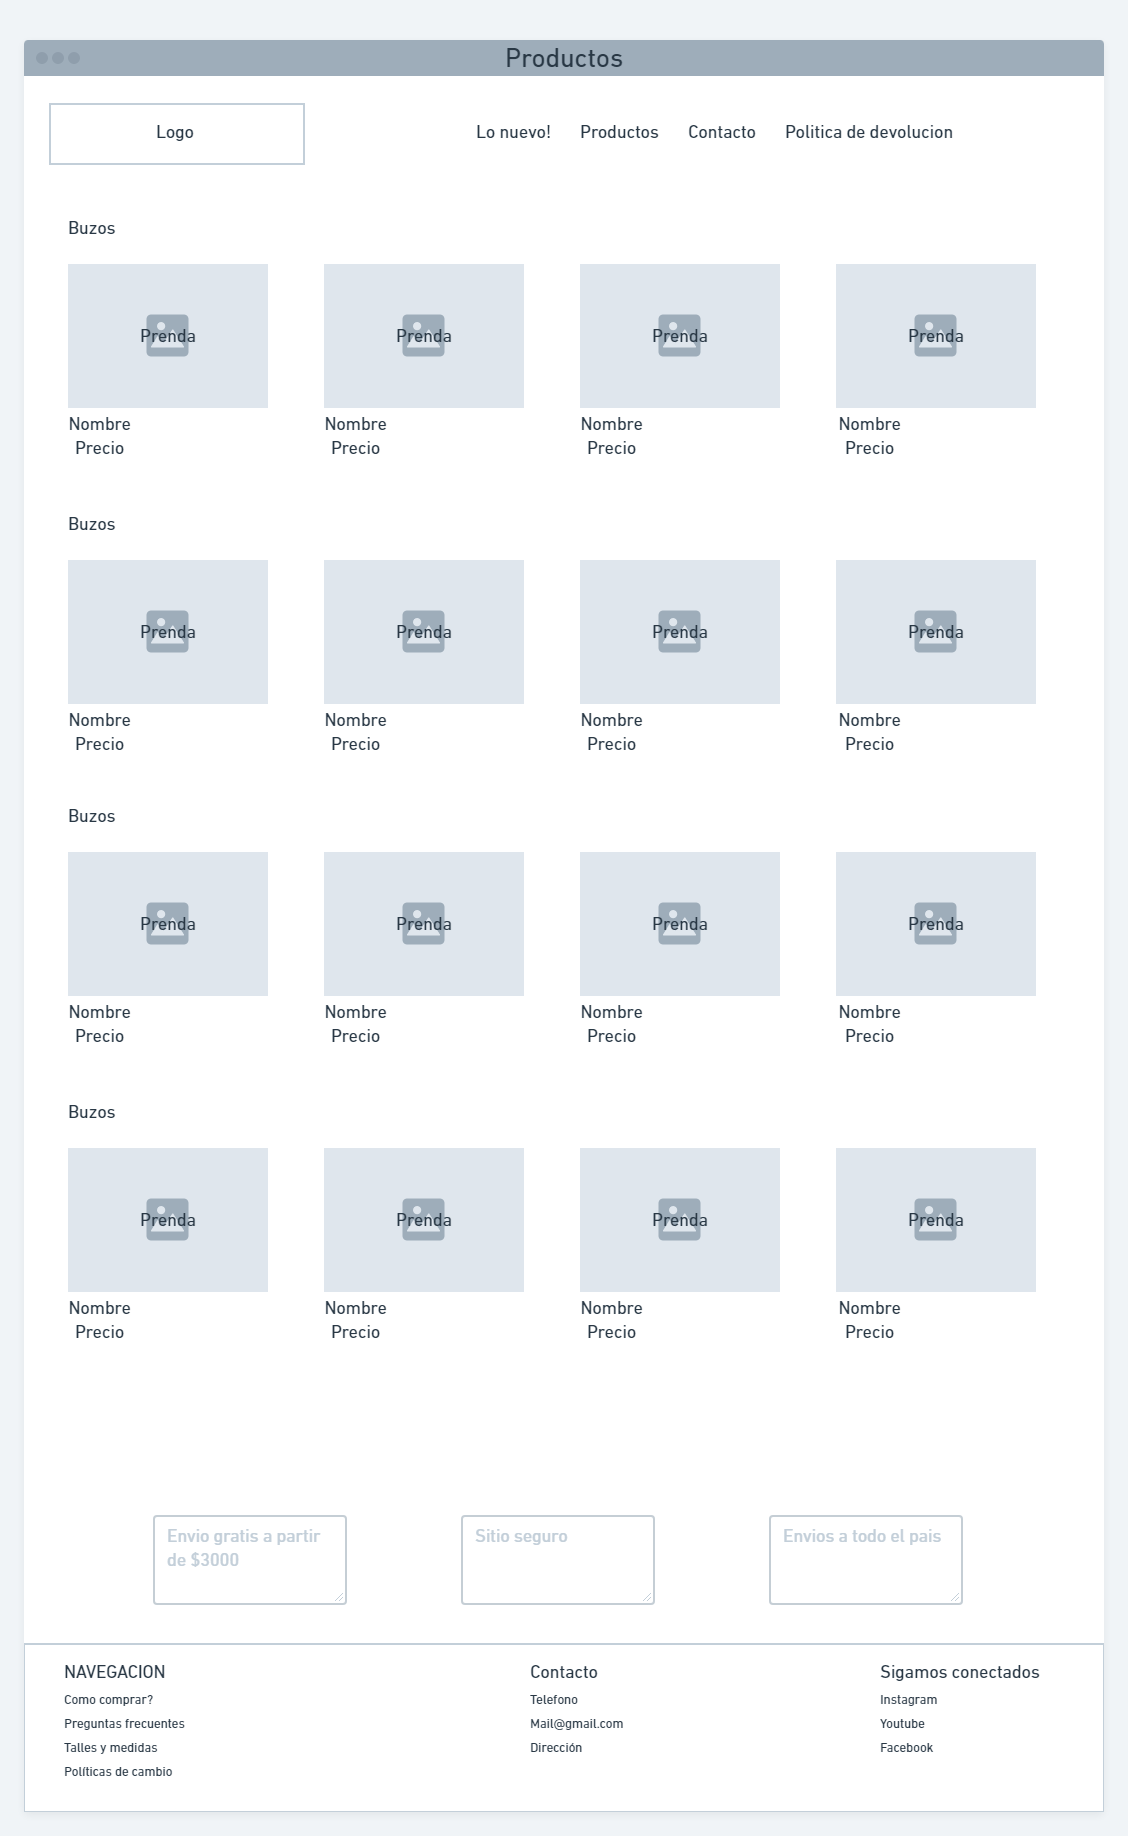 Productos
Logo
Lo nuevo! Productos Contacto Politica de devolucion
Buzos
Prenda Prenda Prenda Prenda
Nombre Nombre Nombre Nombre
Precio Precio Precio Precio
Buzos
Prenda Prenda Prenda Prenda
Nombre Nombre Nombre Nombre
Precio Precio Precio Precio
Buzos
Prenda Prenda Prenda Prenda
Nombre Nombre Nombre Nombre
Precio Precio Precio Precio
Buzos
Prenda Prenda Prenda Prenda
Nombre Nombre Nombre Nombre
Precio Precio Precio Precio
Envio gratis a partir
de $3000
Sitio seguro
Envios a todo el pais
NAVEGACION
Como comprar?
Preguntas frecuentes
Talles y medidas
Políticas de cambio
Contacto
Telefono
Mail@gmail.com
Dirección
Sigamos conectados
Instagram
Youtube
Facebook